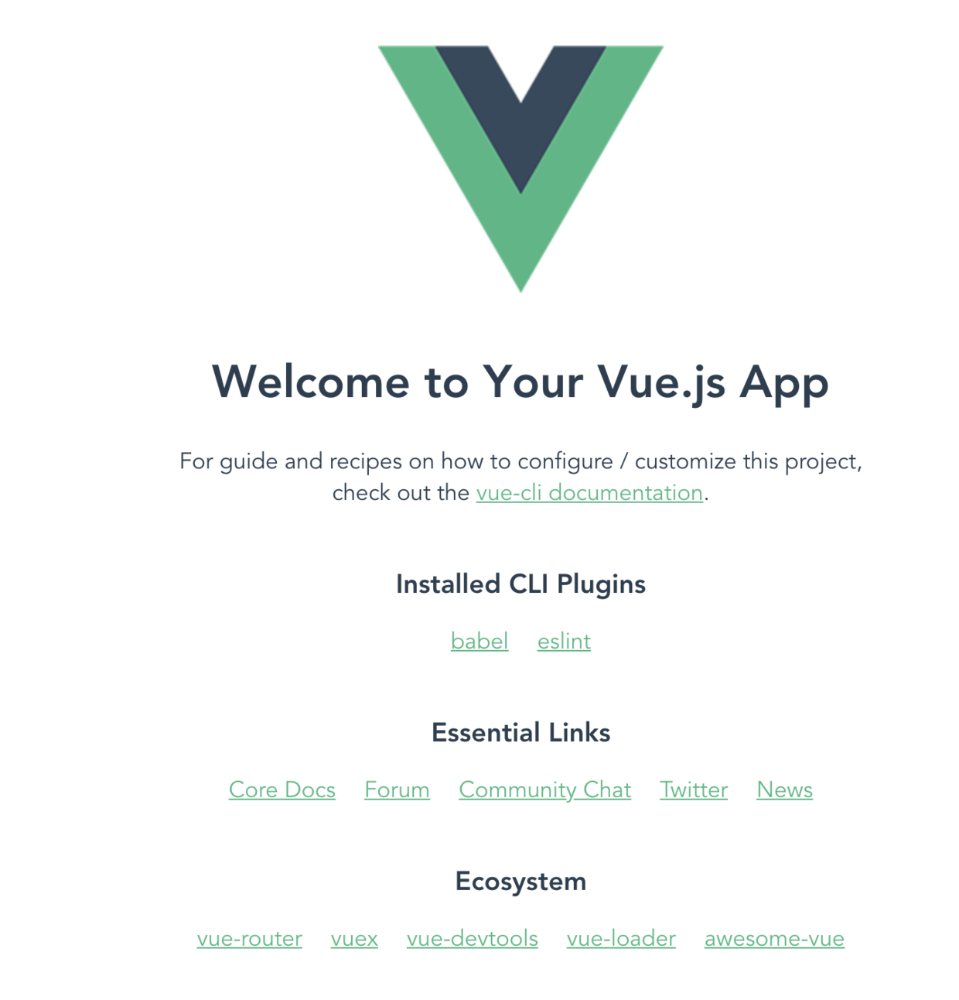 Welcome to Your Vue.js App
For guide and recipes on how to configure / customize this project,
check out the vue-cli documentation.
Installed CLI Plugins
babel eslint
Essential Links
Core Docs Forum Community Chat Twitter News
Ecosystem
vue-router vuex vue-devtools vue-loader awesome-vue